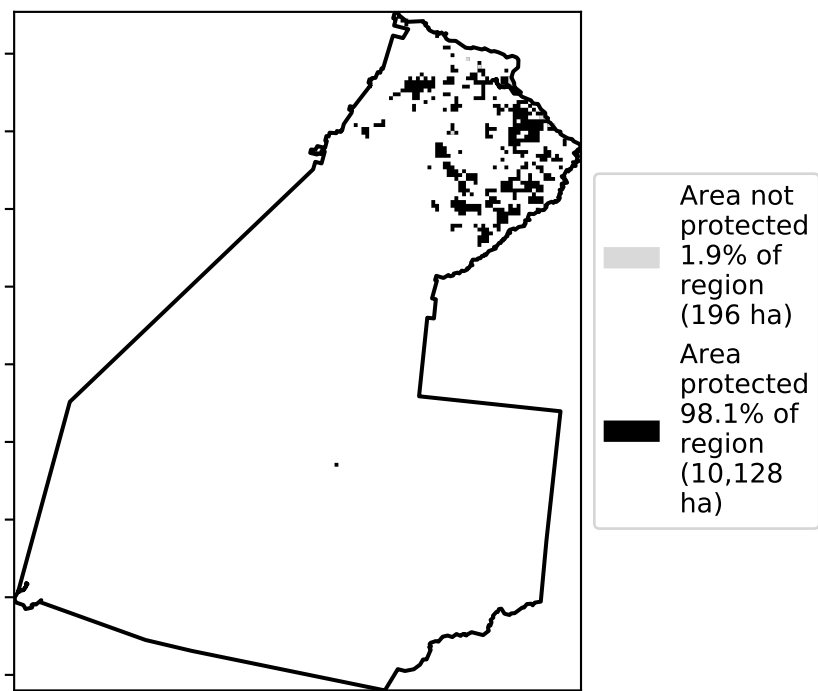 Area not
protected
1.9% of
region
(196 ha)
Area
protected
98.1% of
region
(10,128
ha)